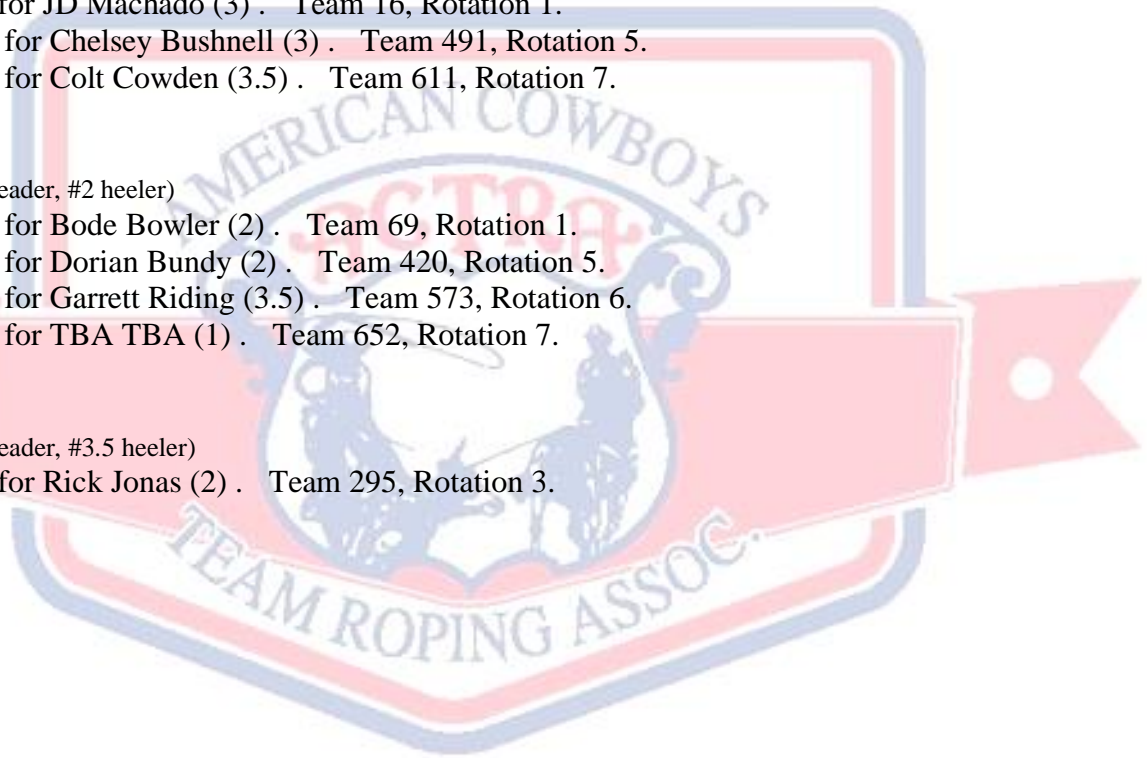 for JD Machado (3) . Team 16, Rotation 1.
for Chelsey Bushnell (3) . Team 491, Rotation 5.
for Colt Cowden (3.5) . Team 611, Rotation 7.
AMERICAN COWBOYS
ACTRA
eader, #2 heeler)
for Bode Bowler (2) . Team 69, Rotation 1.
for Dorian Bundy (2) . Team 420, Rotation 5.
for Garrett Riding (3.5) . Team 573, Rotation 6.
for TBA TBA (1) . Team 652, Rotation 7.
eader, #3.5 heeler)
for Rick Jonas (2) . Team 295, Rotation 3.
TEAM ROPING ASSOC.